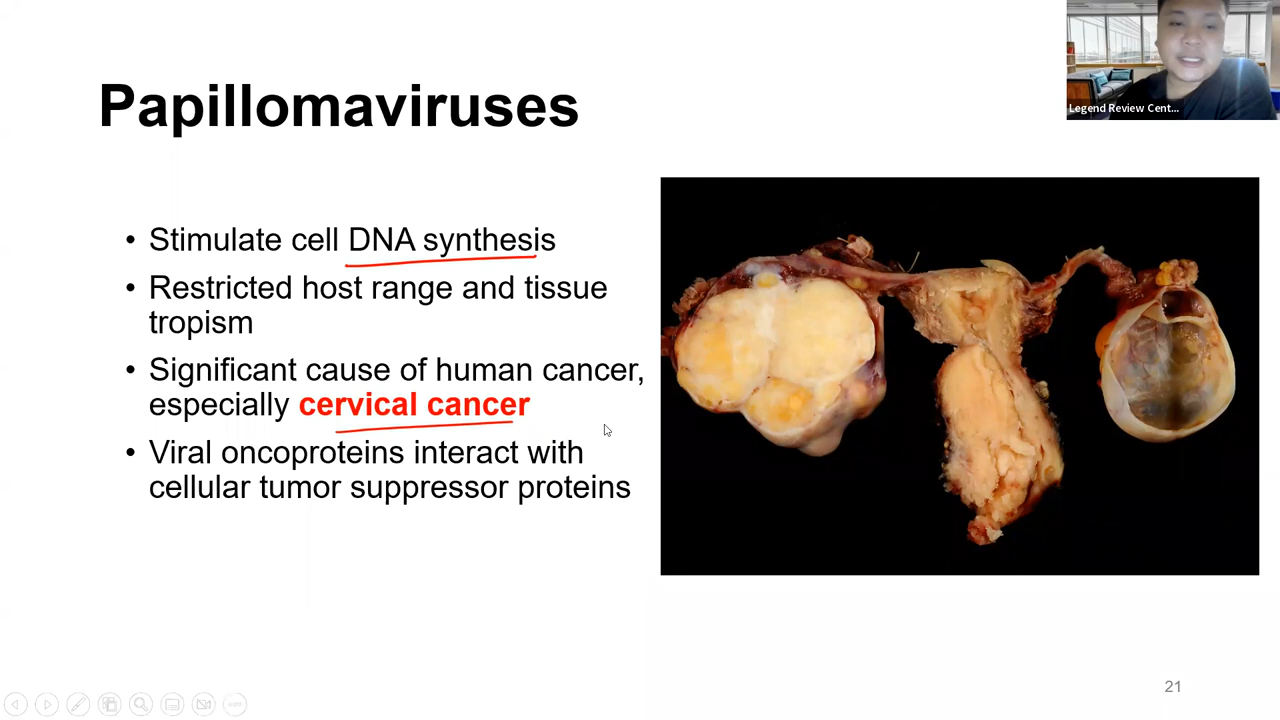 Legend Review Cent...
Papillomaviruses
• Stimulate cell DNA synthesis
• Restricted host range and tissue
tropism
• Significant cause of human cancer,
especially cervical cancer
• Viral oncoproteins interact with
cellular tumor suppressor proteins
21